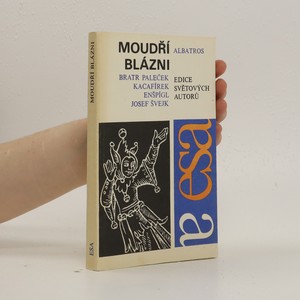 MOUDŘÍ
BLÁZNI
ALBATROS
BRATR PALEČEK
KACAFÍREK
ENŠPÍGL
JOSEF ŠVEJK
EDICE
SVĚTOVÝCH
AUTORŮ
esa
a
MOUDŘÍ BLÁZNI
ESA